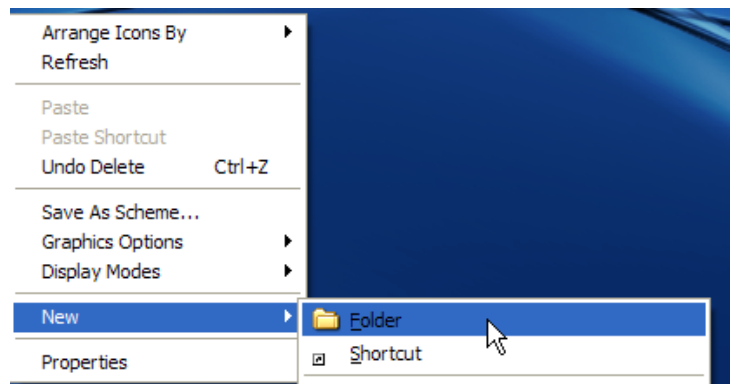 Arrange Icons By
Refresh
Paste
Paste Shortcut
Undo Delete Ctrl+Z
Save As Scheme...
Graphics Options
Display Modes
New
Folder
Shortcut
Properties